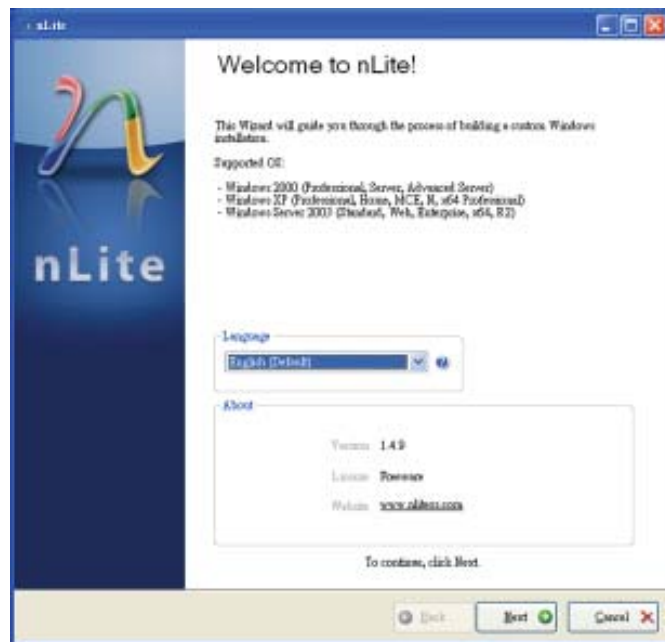 nLite
nLite
Welcome to nLite!
This Wizard will guide you through the process of building a custom Windows
installation.
Supported OS:
- Windows 2000 (Professional, Server, Advanced Server)
- Windows XP (Professional, Home, MCE, N, x64 Professional)
- Windows Server 2003 (Standard, Web, Enterprise, x64, R2)
Language
English (Default)
About
Version 1.4.9
License Freeware
Website www.nliteos.com
To continue, click Next.
Back
Next
Cancel